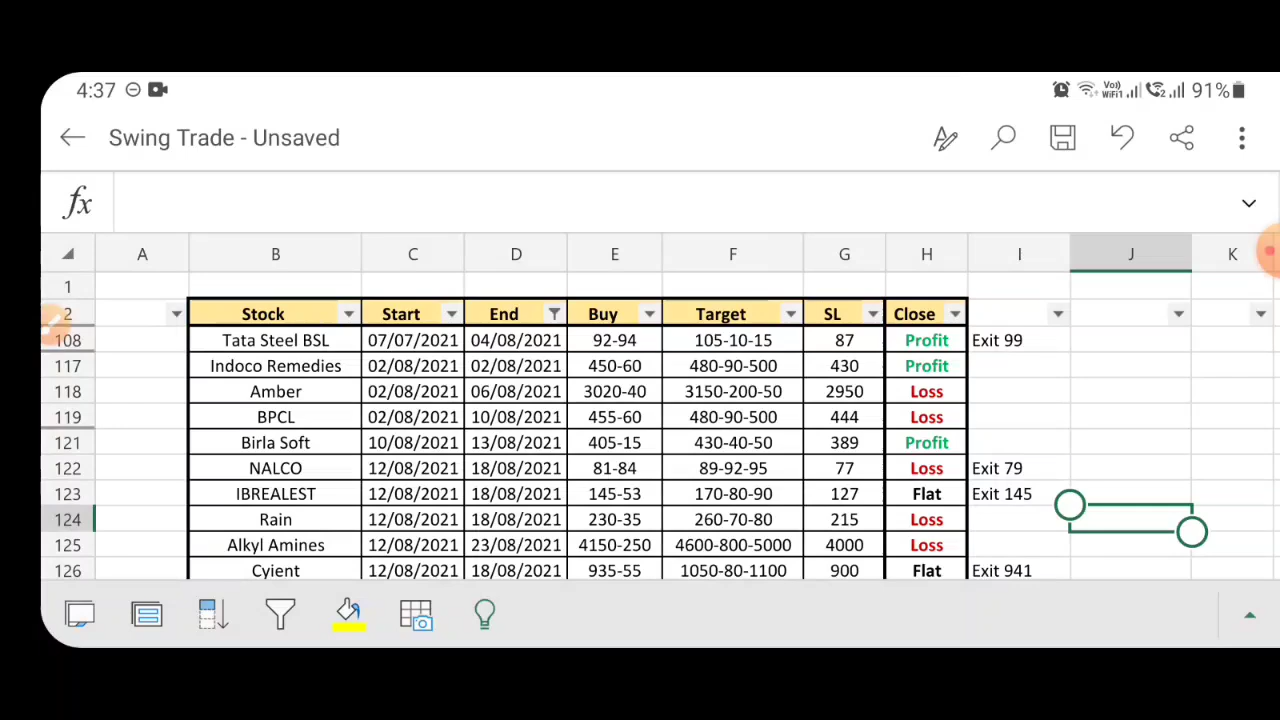 4:37 Vo)) WiFi1 2 91%
Swing Trade - Unsaved
fx
A B C D E F G H I J K
1
2 Stock Start End Buy Target SL Close
108 Tata Steel BSL 07/07/2021 04/08/2021 92-94 105-10-15 87 Profit Exit 99
117 Indoco Remedies 02/08/2021 02/08/2021 450-60 480-90-500 430 Profit
118 Amber 02/08/2021 06/08/2021 3020-40 3150-200-50 2950 Loss
119 BPCL 02/08/2021 10/08/2021 455-60 480-90-500 444 Loss
121 Birla Soft 10/08/2021 13/08/2021 405-15 430-40-50 389 Profit
122 NALCO 12/08/2021 18/08/2021 81-84 89-92-95 77 Loss Exit 79
123 IBREALEST 12/08/2021 18/08/2021 145-53 170-80-90 127 Flat Exit 145
124 Rain 12/08/2021 18/08/2021 230-35 260-70-80 215 Loss
125 Alkyl Amines 12/08/2021 23/08/2021 4150-250 4600-800-5000 4000 Loss
126 Cyient 12/08/2021 18/08/2021 935-55 1050-80-1100 900 Flat Exit 941